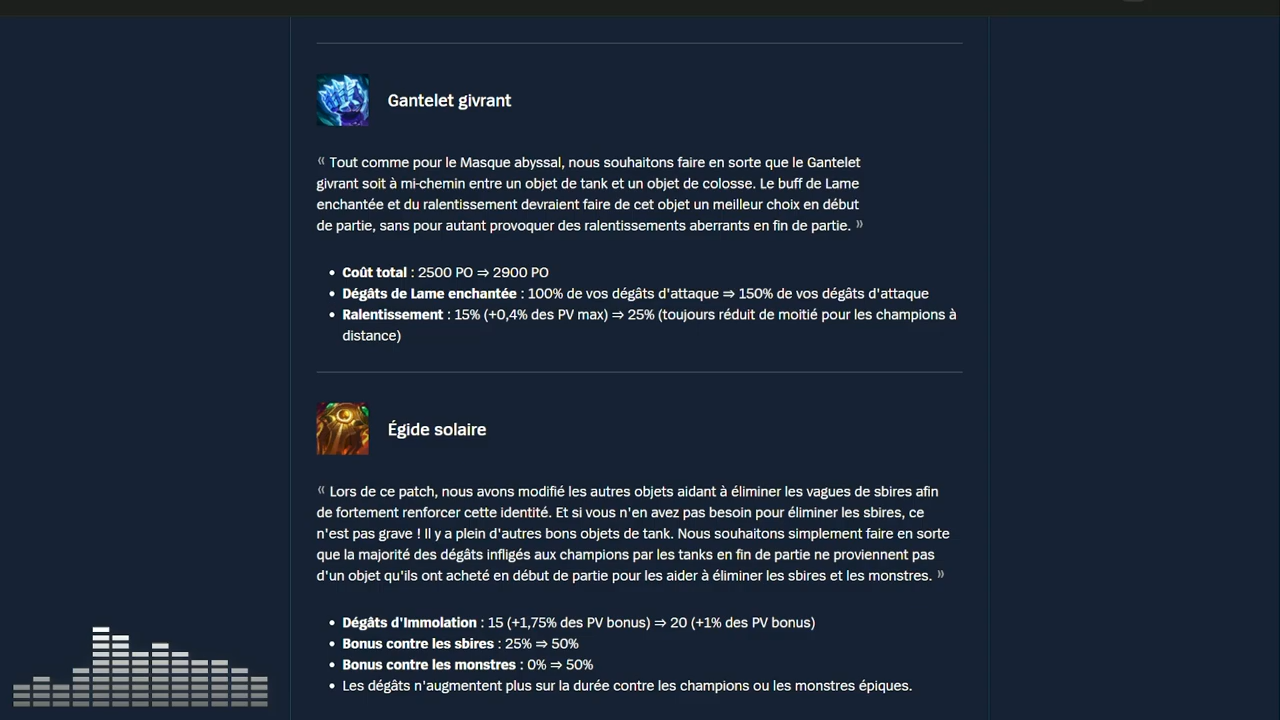 Gantelet givrant
« Tout comme pour le Masque abyssal, nous souhaitons faire en sorte que le Gantelet
givrant soit à mi-chemin entre un objet de tank et un objet de colosse. Le buff de Lame
enchantée et du ralentissement devraient faire de cet objet un meilleur choix en début
de partie, sans pour autant provoquer des ralentissements aberrants en fin de partie. »
• Coût total : 2500 PO ⇒ 2900 PO
• Dégâts de Lame enchantée : 100% de vos dégâts d'attaque ⇒ 150% de vos dégâts d'attaque
• Ralentissement : 15% (+0,4% des PV max) ⇒ 25% (toujours réduit de moitié pour les champions à
distance)
Égide solaire
« Lors de ce patch, nous avons modifié les autres objets aidant à éliminer les vagues de sbires afin
de fortement renforcer cette identité. Et si vous n'en avez pas besoin pour éliminer les sbires, ce
n'est pas grave ! Il y a plein d'autres bons objets de tank. Nous souhaitons simplement faire en sorte
que la majorité des dégâts infligés aux champions par les tanks en fin de partie ne proviennent pas
d'un objet qu'ils ont acheté en début de partie pour les aider à éliminer les sbires et les monstres. »
• Dégâts d'Immolation : 15 (+1,75% des PV bonus) ⇒ 20 (+1% des PV bonus)
• Bonus contre les sbires : 25% ⇒ 50%
• Bonus contre les monstres : 0% ⇒ 50%
• Les dégâts n'augmentent plus sur la durée contre les champions ou les monstres épiques.